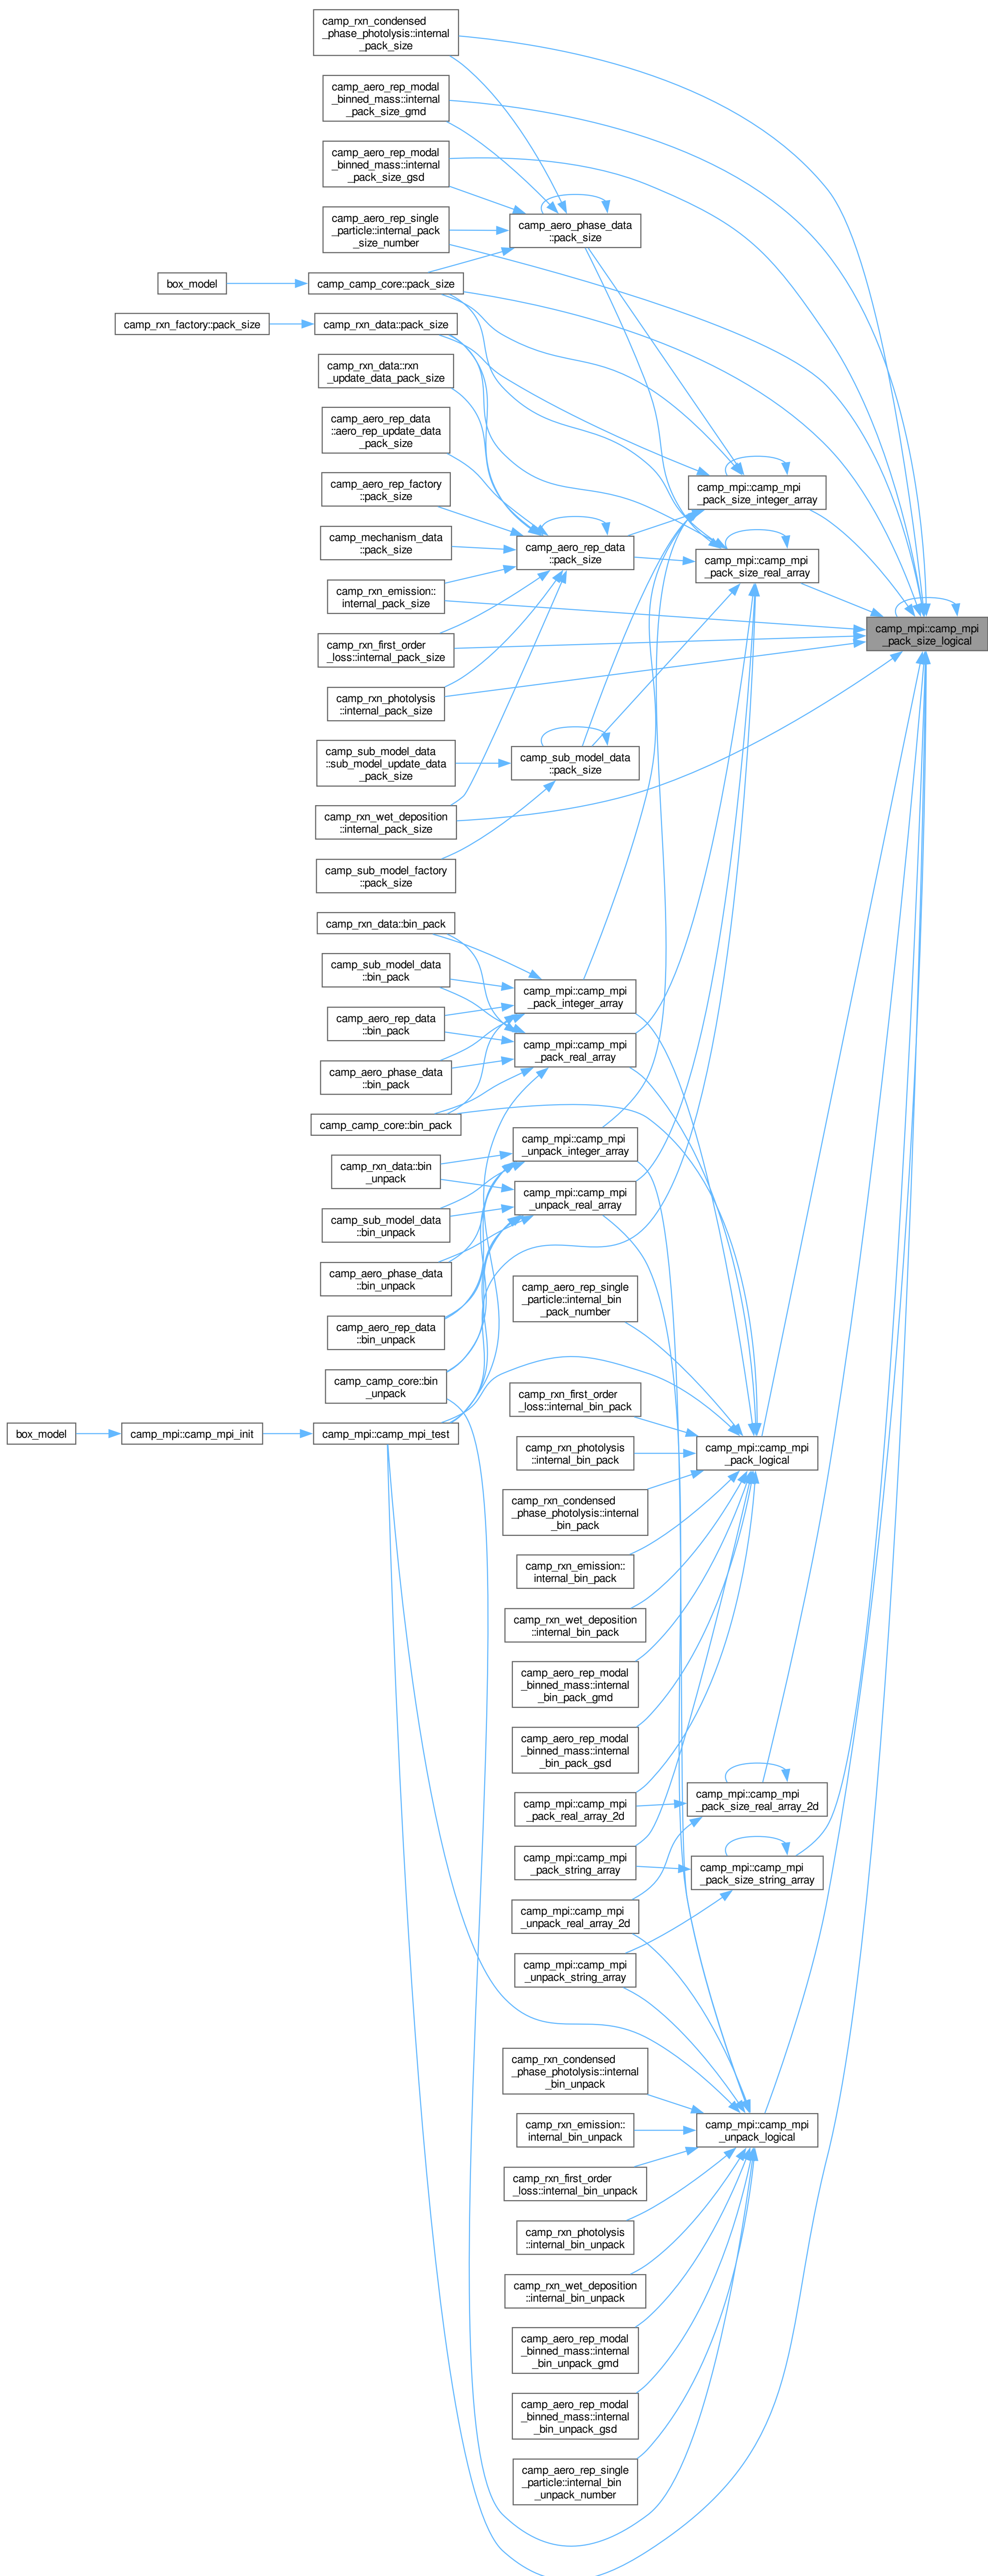 camp_rxn_condensed
_phase_photolysis::internal
_pack_size
camp_aero_rep_modal
_binned_mass::internal
_pack_size_gmd
camp_aero_rep_modal
_binned_mass::internal
_pack_size_gsd
camp_aero_rep_single
_particle::internal_pack
_size_number
camp_aero_phase_data
::pack_size
box_model
camp_camp_core::pack_size
camp_rxn_factory::pack_size
camp_rxn_data::pack_size
camp_rxn_data::rxn
_update_data_pack_size
camp_aero_rep_data
::aero_rep_update_data
_pack_size
camp_aero_rep_factory
::pack_size
camp_mpi::camp_mpi
_pack_size_integer_array
camp_mechanism_data
::pack_size
camp_aero_rep_data
::pack_size
camp_mpi::camp_mpi
_pack_size_real_array
camp_rxn_emission::
internal_pack_size
camp_mpi::camp_mpi
_pack_size_logical
camp_rxn_first_order
_loss::internal_pack_size
camp_rxn_photolysis
::internal_pack_size
camp_sub_model_data
::sub_model_update_data
_pack_size
camp_sub_model_data
::pack_size
camp_rxn_wet_deposition
::internal_pack_size
camp_sub_model_factory
::pack_size
camp_rxn_data::bin_pack
camp_sub_model_data
::bin_pack
camp_mpi::camp_mpi
_pack_integer_array
camp_aero_rep_data
::bin_pack
camp_mpi::camp_mpi
_pack_real_array
camp_aero_phase_data
::bin_pack
camp_camp_core::bin_pack
camp_mpi::camp_mpi
_unpack_integer_array
camp_rxn_data::bin
_unpack
camp_mpi::camp_mpi
_unpack_real_array
camp_sub_model_data
::bin_unpack
camp_aero_phase_data
::bin_unpack
camp_aero_rep_single
_particle::internal_bin
_pack_number
camp_aero_rep_data
::bin_unpack
camp_camp_core::bin
_unpack
camp_rxn_first_order
_loss::internal_bin_pack
box_model
camp_mpi::camp_mpi_init
camp_mpi::camp_mpi_test
camp_rxn_photolysis
::internal_bin_pack
camp_mpi::camp_mpi
_pack_logical
camp_rxn_condensed
_phase_photolysis::internal
_bin_pack
camp_rxn_emission::
internal_bin_pack
camp_rxn_wet_deposition
::internal_bin_pack
camp_aero_rep_modal
_binned_mass::internal
_bin_pack_gmd
camp_aero_rep_modal
_binned_mass::internal
_bin_pack_gsd
camp_mpi::camp_mpi
_pack_size_real_array_2d
camp_mpi::camp_mpi
_pack_real_array_2d
camp_mpi::camp_mpi
_pack_string_array
camp_mpi::camp_mpi
_pack_size_string_array
camp_mpi::camp_mpi
_unpack_real_array_2d
camp_mpi::camp_mpi
_unpack_string_array
camp_rxn_condensed
_phase_photolysis::internal
_bin_unpack
camp_rxn_emission::
internal_bin_unpack
camp_mpi::camp_mpi
_unpack_logical
camp_rxn_first_order
_loss::internal_bin_unpack
camp_rxn_photolysis
::internal_bin_unpack
camp_rxn_wet_deposition
::internal_bin_unpack
camp_aero_rep_modal
_binned_mass::internal
_bin_unpack_gmd
camp_aero_rep_modal
_binned_mass::internal
_bin_unpack_gsd
camp_aero_rep_single
_particle::internal_bin
_unpack_number